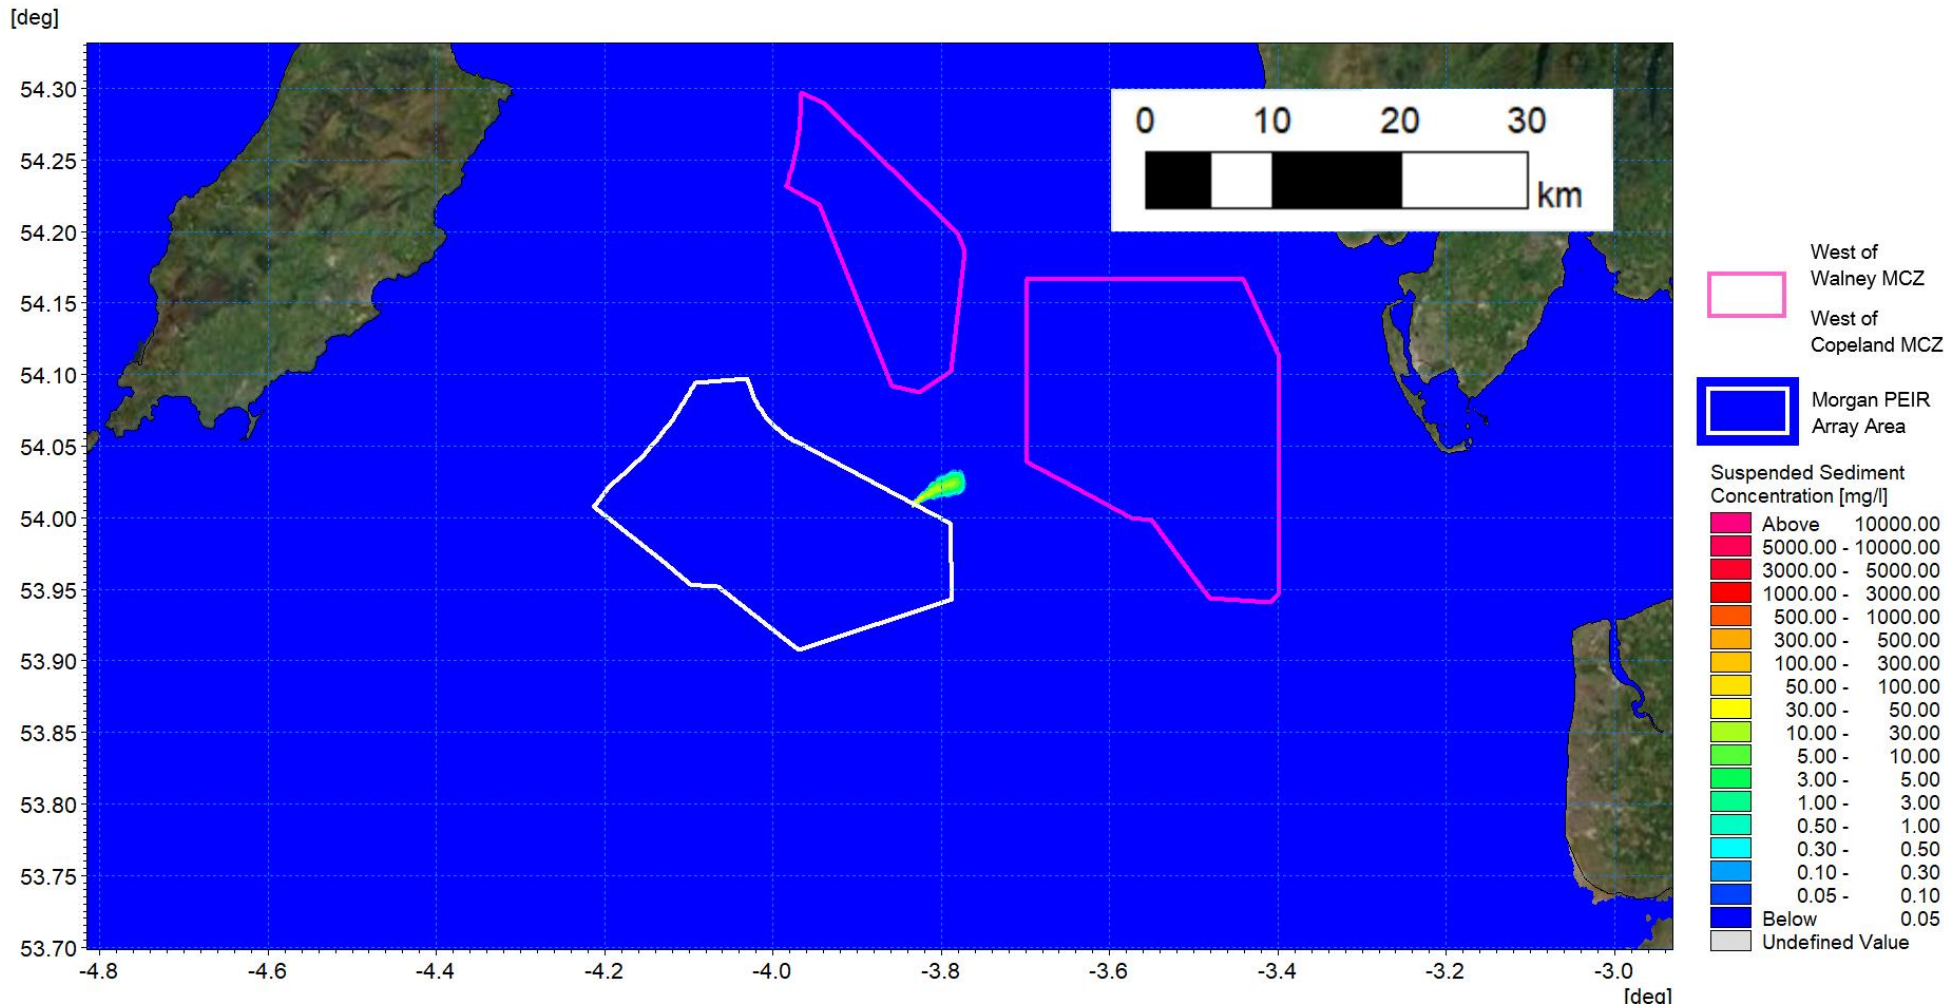 [deg]
54.30
54.25
54.20
54.15
54.10
54.05
54.00
53.95
53.90
53.85
53.80
53.75
53.70
-4.8 -4.6 -4.4 -4.2 -4.0 -3.8 -3.6 -3.4 -3.2 -3.0
[deg]
0 10 20 30
km
West of
Walney MCZ
West of
Copeland MCZ
Morgan PEIR
Array Area
Suspended Sediment
Concentration [mg/l]
Above 10000.00
5000.00 - 10000.00
3000.00 - 5000.00
1000.00 - 3000.00
500.00 - 1000.00
300.00 - 500.00
100.00 - 300.00
50.00 - 100.00
30.00 - 50.00
10.00 - 30.00
5.00 - 10.00
3.00 - 5.00
1.00 - 3.00
0.50 - 1.00
0.30 - 0.50
0.10 - 0.30
0.05 - 0.10
Below 0.05
Undefined Value